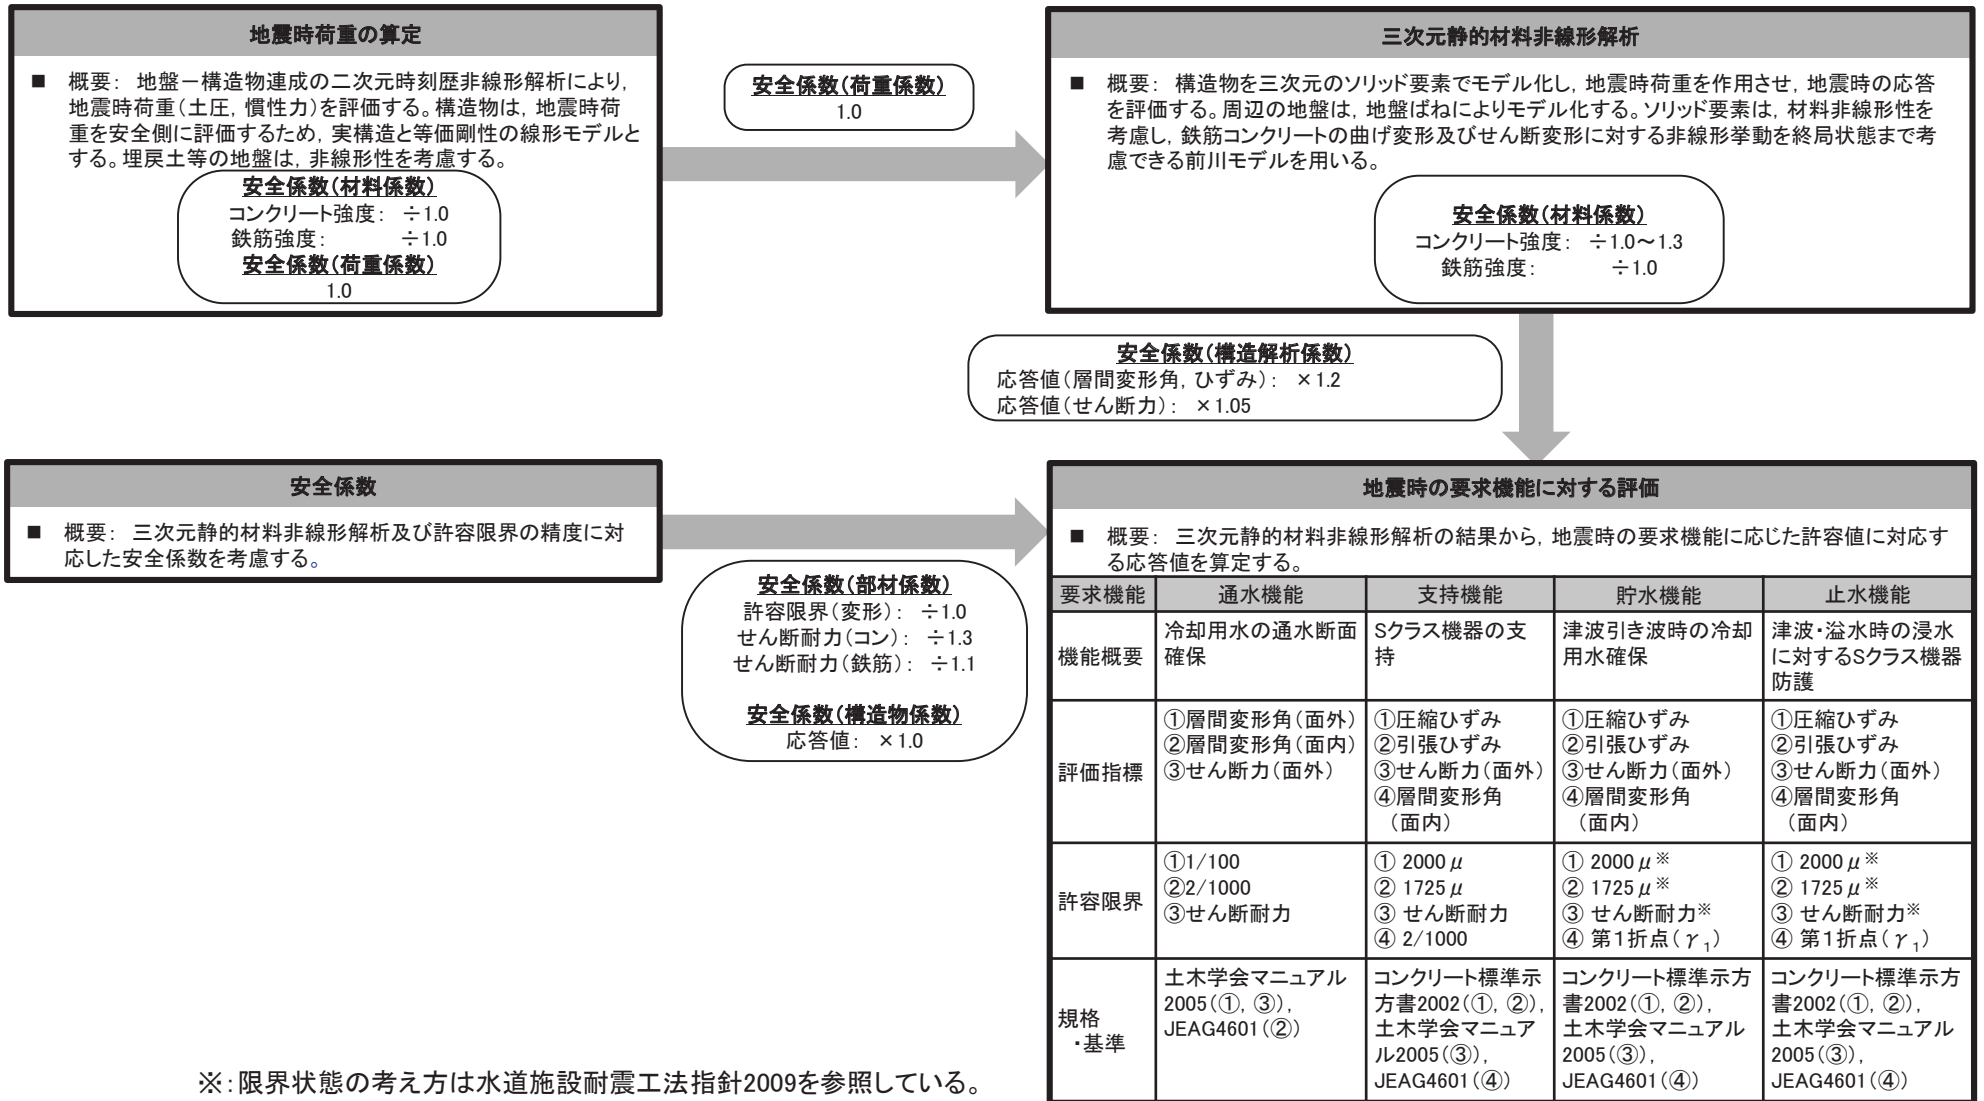 地震時荷重の算定
■ 概要： 地盤－構造物連成の二次元時刻歴非線形解析により，
地震時荷重（土圧，慣性力）を評価する。構造物は，地震時荷
重を安全側に評価するため，実構造と等価剛性の線形モデルと
する。埋戻土等の地盤は，非線形性を考慮する。
安全係数（材料係数）
コンクリート強度： ÷1.0
鉄筋強度： ÷1.0
安全係数（荷重係数）
1.0
安全係数（荷重係数）
1.0
三次元静的材料非線形解析
■ 概要： 構造物を三次元のソリッド要素でモデル化し，地震時荷重を作用させ，地震時の応答
を評価する。周辺の地盤は，地盤ばねによりモデル化する。ソリッド要素は，材料非線形性を
考慮し，鉄筋コンクリートの曲げ変形及びせん断変形に対する非線形挙動を終局状態まで考
慮できる前川モデルを用いる。
安全係数（材料係数）
コンクリート強度： ÷1.0～1.3
鉄筋強度： ÷1.0
安全係数（構造解析係数）
応答値（層間変形角，ひずみ）： ×1.2
応答値（せん断力）： ×1.05
安全係数
■ 概要： 三次元静的材料非線形解析及び許容限界の精度に対
応した安全係数を考慮する。
安全係数（部材係数）
許容限界（変形）： ÷1.0
せん断耐力（コン）： ÷1.3
せん断耐力（鉄筋）： ÷1.1
安全係数（構造物係数）
応答値： ×1.0
地震時の要求機能に対する評価
■ 概要： 三次元静的材料非線形解析の結果から，地震時の要求機能に応じた許容値に対応す
る応答値を算定する。
要求機能 通水機能 支持機能 貯水機能 止水機能
機能概要
冷却用水の通水断面
確保
Sクラス機器の支
持
津波引き波時の冷却
用水確保
津波・溢水時の浸水
に対するSクラス機器
防護
評価指標
①層間変形角（面外）
②層間変形角（面内）
③せん断力（面外）
①圧縮ひずみ
②引張ひずみ
③せん断力（面外）
④層間変形角
（面内）
①圧縮ひずみ
②引張ひずみ
③せん断力（面外）
④層間変形角
（面内）
①圧縮ひずみ
②引張ひずみ
③せん断力（面外）
④層間変形角
（面内）
許容限界
①1/100
②2/1000
③せん断耐力
① 2000μ
② 1725μ
③ せん断耐力
④ 2/1000
① 2000μ※
② 1725μ※
③ せん断耐力※
④ 第1折点（γ1）
① 2000μ※
② 1725μ※
③ せん断耐力※
④ 第1折点（γ1）
規格
・基準
土木学会マニュアル
2005（①，③），
JEAG4601（②）
コンクリート標準示
方書2002（①，②），
土木学会マニュア
ル2005（③），
JEAG4601（④）
コンクリート標準示方
書2002（①，②），
土木学会マニュアル
2005（③），
JEAG4601（④）
コンクリート標準示方
書2002（①，②），
土木学会マニュアル
2005（③），
JEAG4601（④）
※：限界状態の考え方は水道施設耐震工法指針2009を参照している。